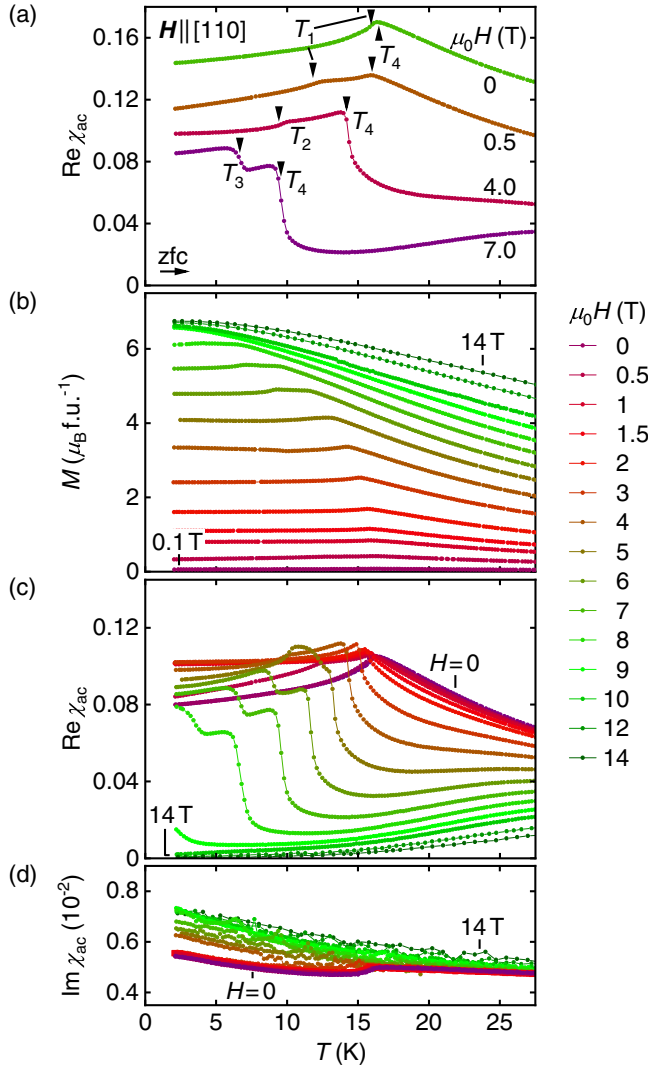 (a)
H || [110]
T1
μ0H (T)
0.16
T4
0
0.12
0.5
T2
T4
Re χac
0.08
T3
T4
4.0
0.04
7.0
zfc
0
(b)
μ0H (T)
14 T
6
0
0.5
4
1
M (μB f.u.-1)
1.5
2
2
3
0.1 T
4
0
5
(c)
6
0.12
7
H = 0
8
0.08
9
Re χac
10
0.04
12
14 T
14
0
(d)
0.8
14 T
Im χac (10-2)
0.6
H = 0
0.4
0 5 10 15 20 25
T (K)